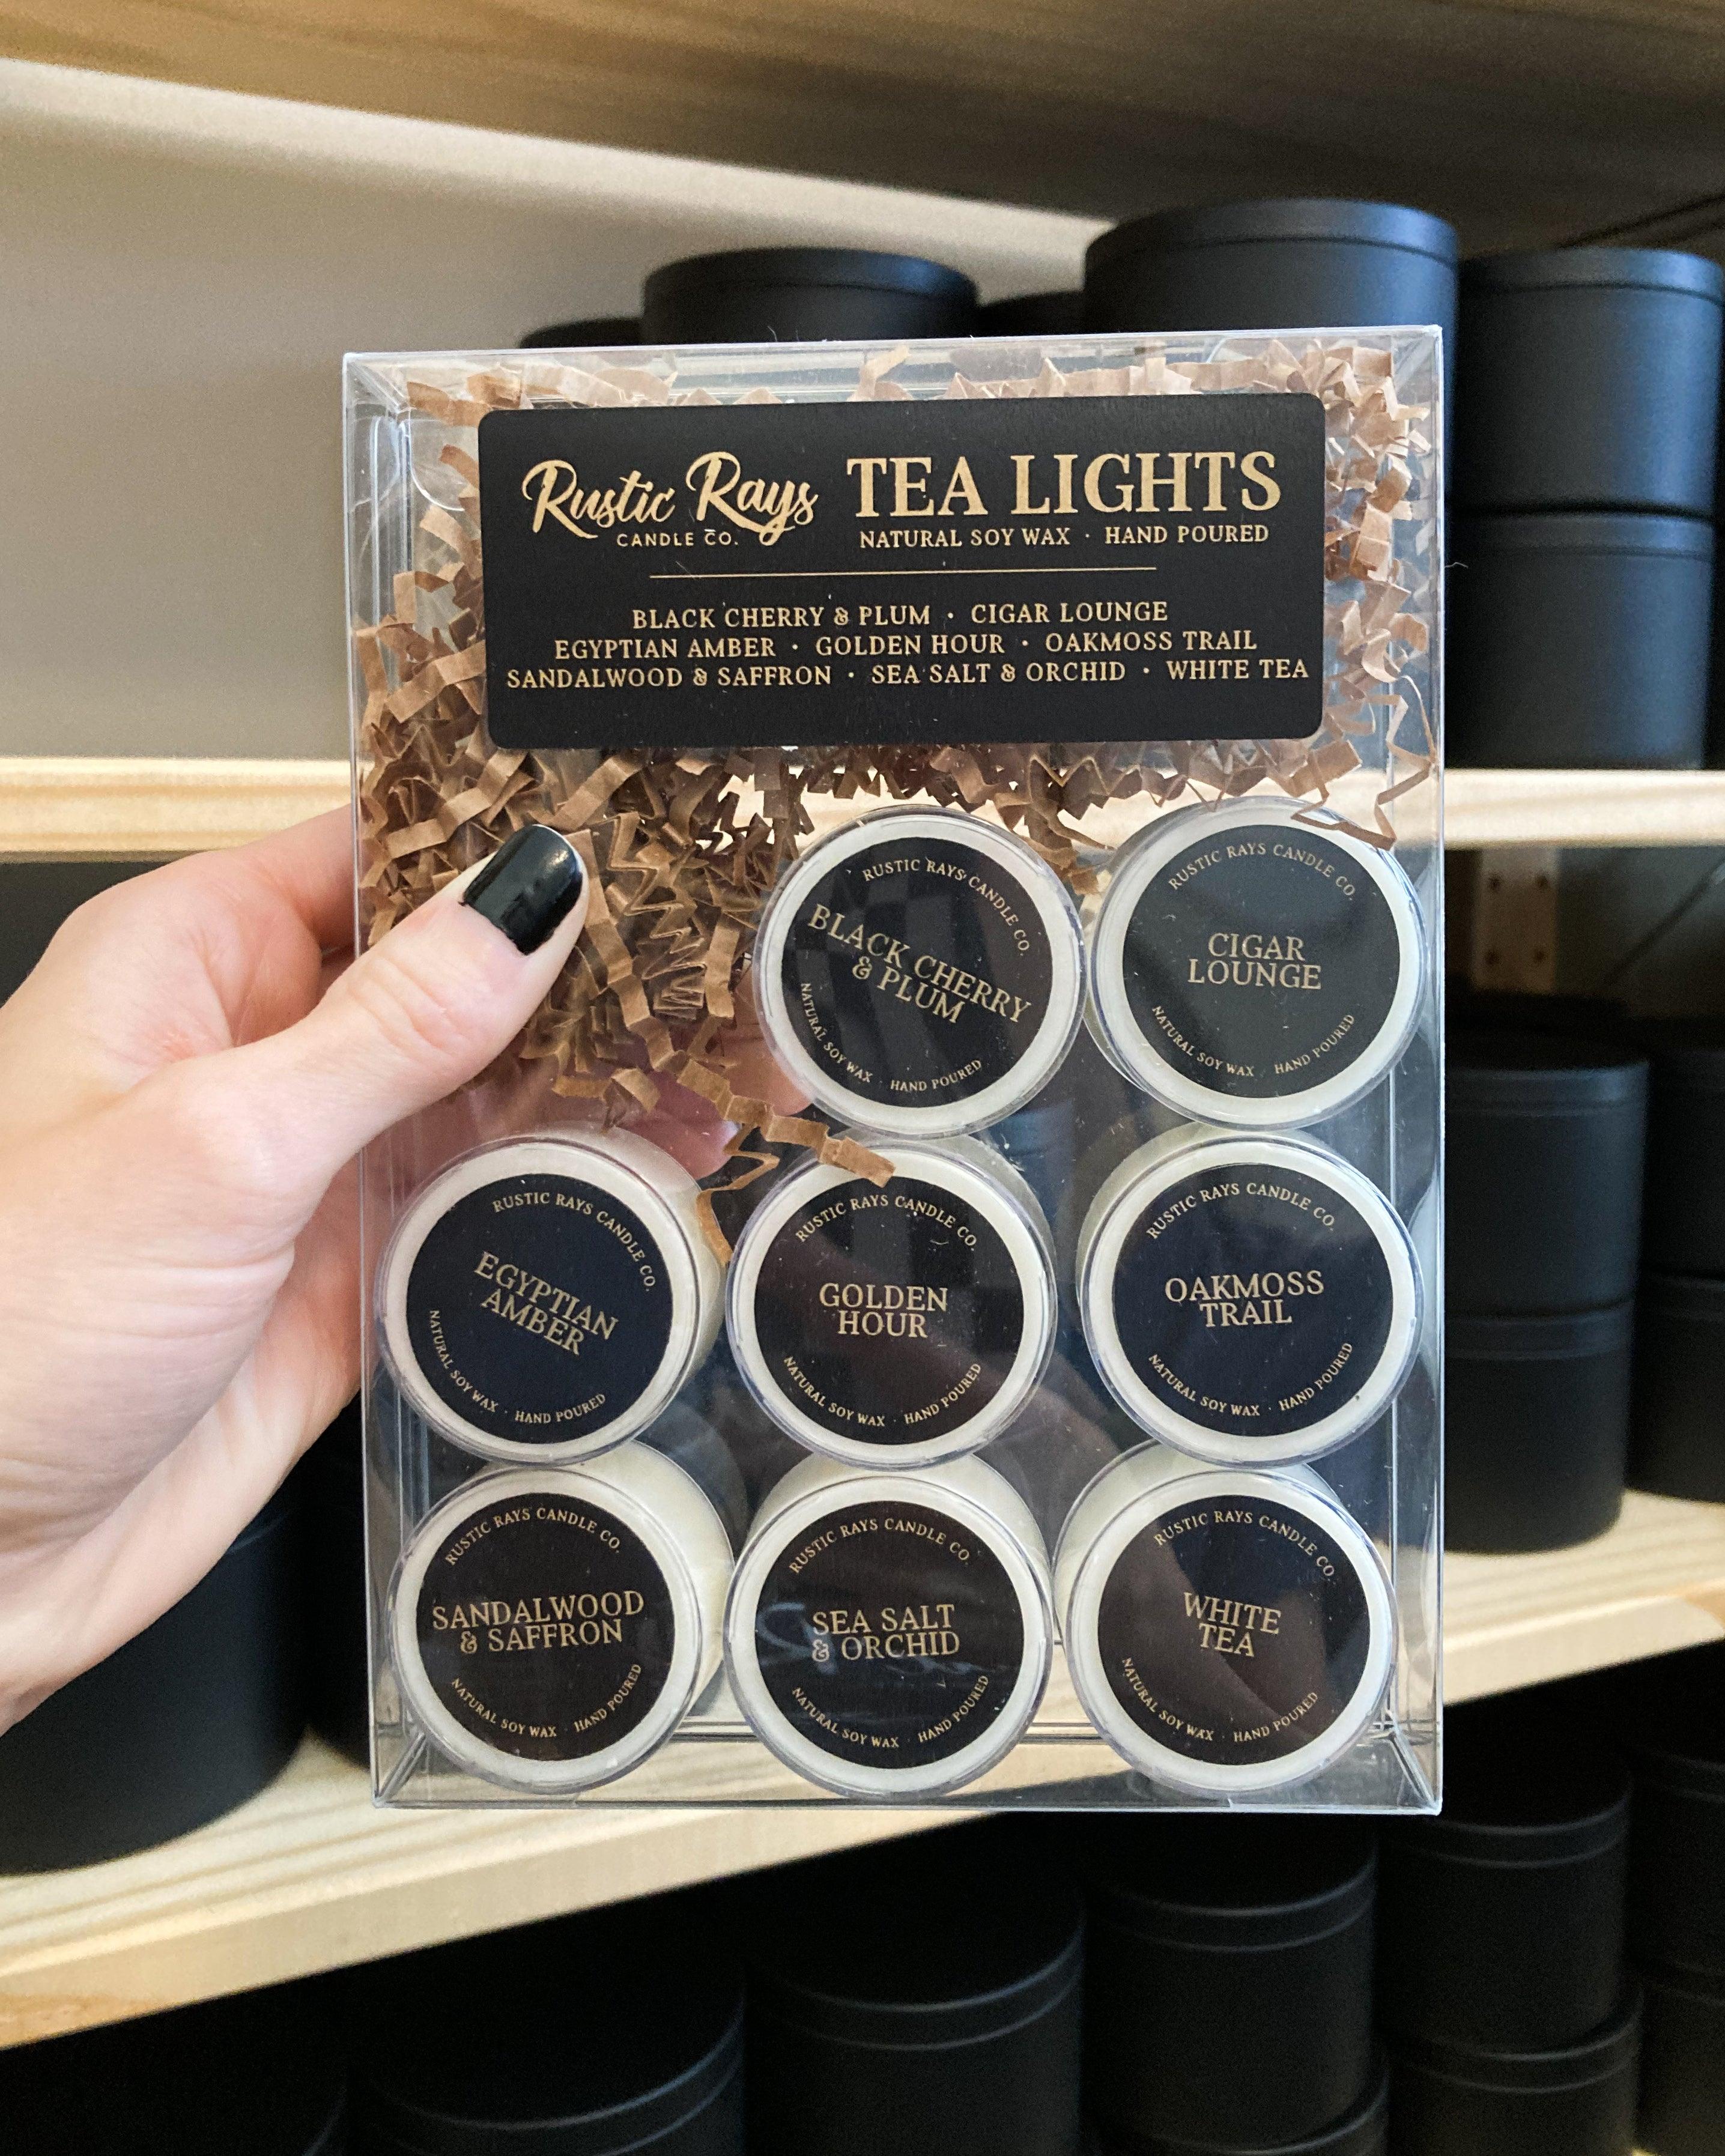 Rustic Rays
CANDLE CO.
TEA LIGHTS
NATURAL SOY WAX · HAND POURED
BLACK CHERRY & PLUM · CIGAR LOUNGE
EGYPTIAN AMBER · GOLDEN HOUR · OAKMOSS TRAIL
SANDALWOOD & SAFFRON · SEA SALT & ORCHID · WHITE TEA
RUSTIC RAYS CANDLE CO.
BLACK CHERRY
& PLUM
NATURAL SOY WAX · HAND POURED
RUSTIC RAYS CANDLE CO.
CIGAR
LOUNGE
NATURAL SOY WAX · HAND POURED
RUSTIC RAYS CANDLE CO.
EGYPTIAN
AMBER
NATURAL SOY WAX · HAND POURED
RUSTIC RAYS CANDLE CO.
GOLDEN
HOUR
NATURAL SOY WAX · HAND POURED
RUSTIC RAYS CANDLE CO.
OAKMOSS
TRAIL
NATURAL SOY WAX · HAND POURED
RUSTIC RAYS CANDLE CO.
SANDALWOOD
& SAFFRON
NATURAL SOY WAX · HAND POURED
RUSTIC RAYS CANDLE CO.
SEA SALT
& ORCHID
NATURAL SOY WAX · HAND POURED
RUSTIC RAYS CANDLE CO.
WHITE
TEA
NATURAL SOY WAX · HAND POURED